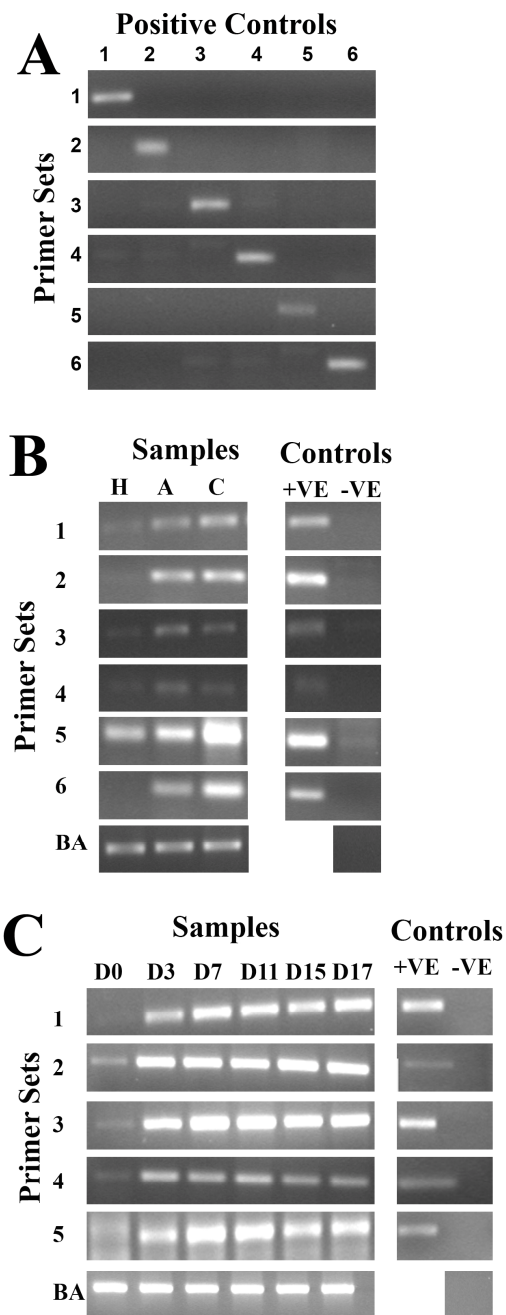 A
Positive Controls
1 2 3 4 5 6
Primer Sets
1
2
3
4
5
6
B
Samples
Controls
H A C
+VE -VE
Primer Sets
1
2
3
4
5
6
BA
C
Samples
Controls
D0 D3 D7 D11 D15 D17
+VE -VE
Primer Sets
1
2
3
4
5
BA